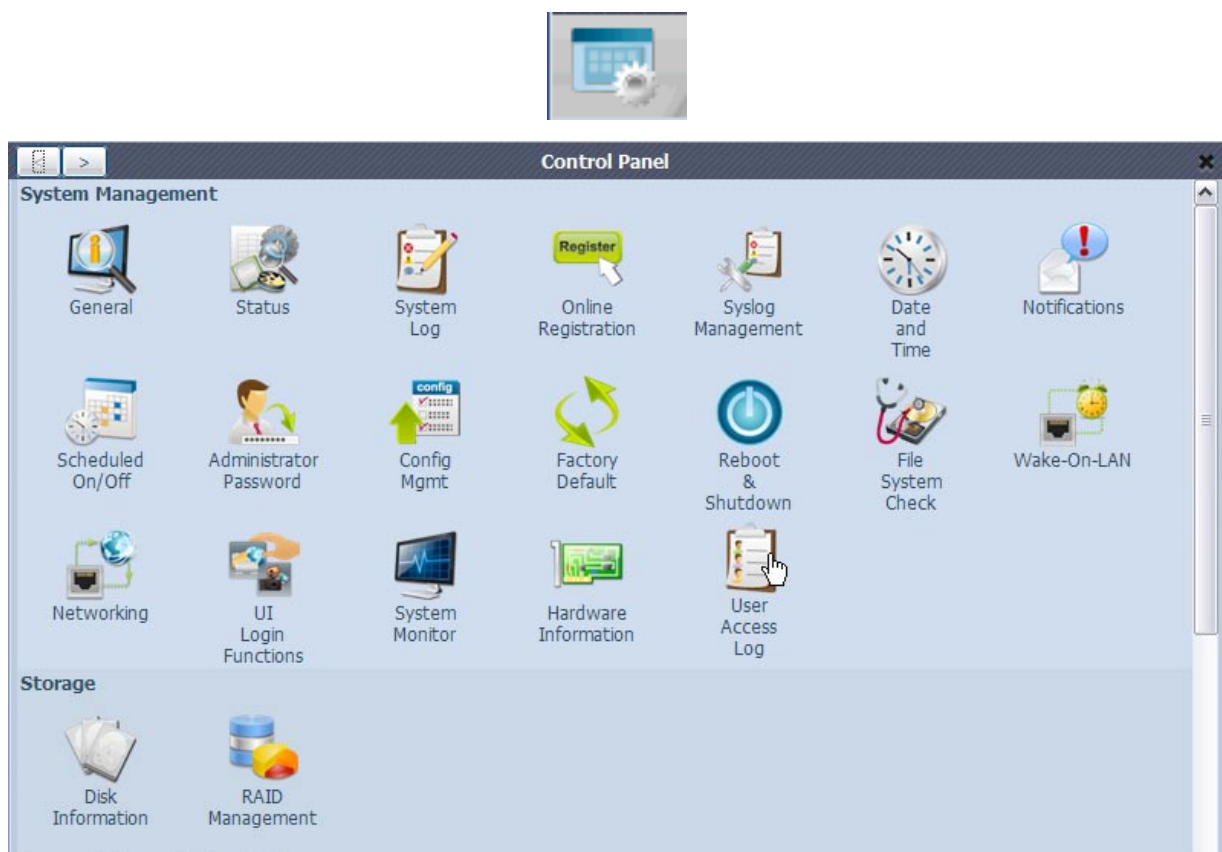 Control Panel
System Management
General
Status
System
Log
Register
Online
Registration
Syslog
Management
Date
and
Time
Notifications
Scheduled
On/Off
Administrator
Password
config
Config
Mgmt
Factory
Default
Reboot
&
Shutdown
File
System
Check
Wake-On-LAN
Networking
UI
Login
Functions
System
Monitor
Hardware
Information
User
Access
Log
Storage
Disk
Information
RAID
Management